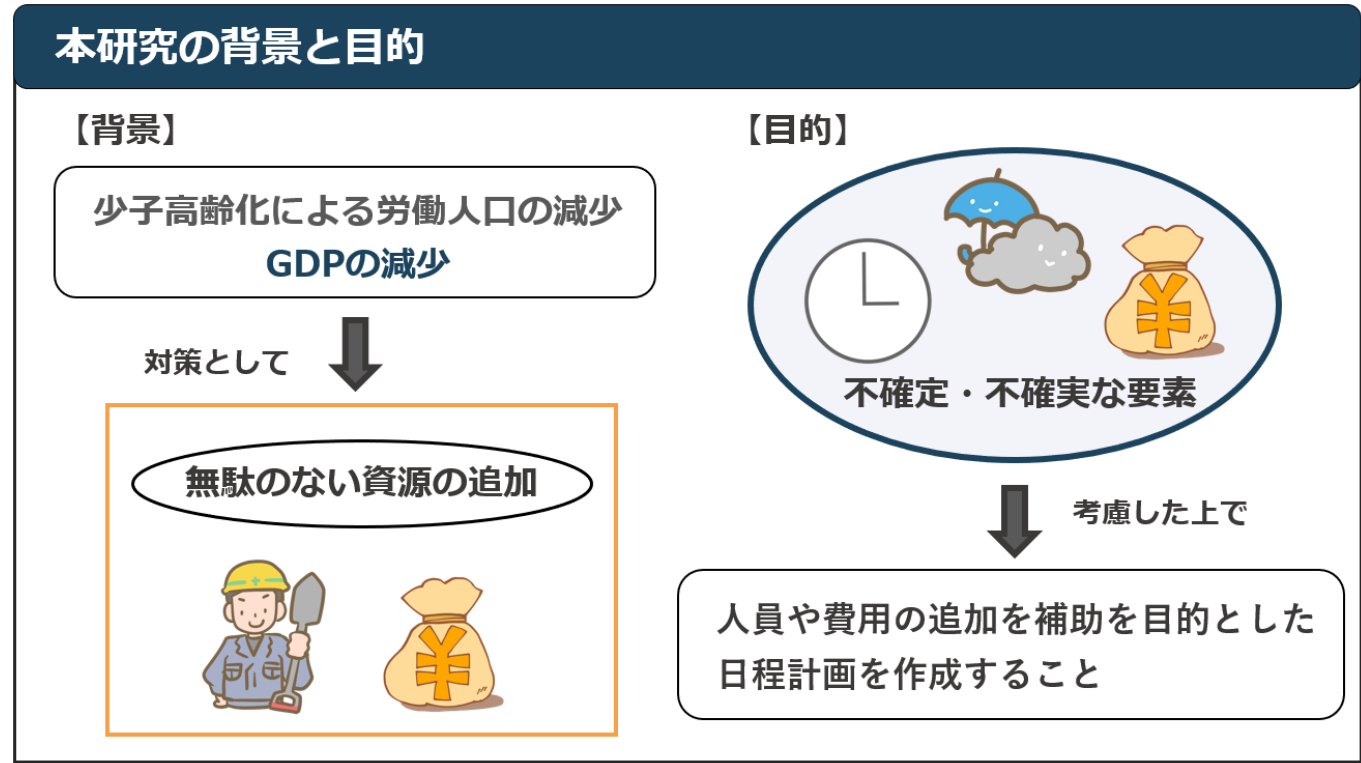 本研究の背景と目的
【背景】
少子高齢化による労働人口の減少
GDPの減少
対策として
無駄のない資源の追加
¥
【目的】
¥
不確定・不確実な要素
考慮した上で
人員や費用の追加を補助を目的とした
日程計画を作成すること